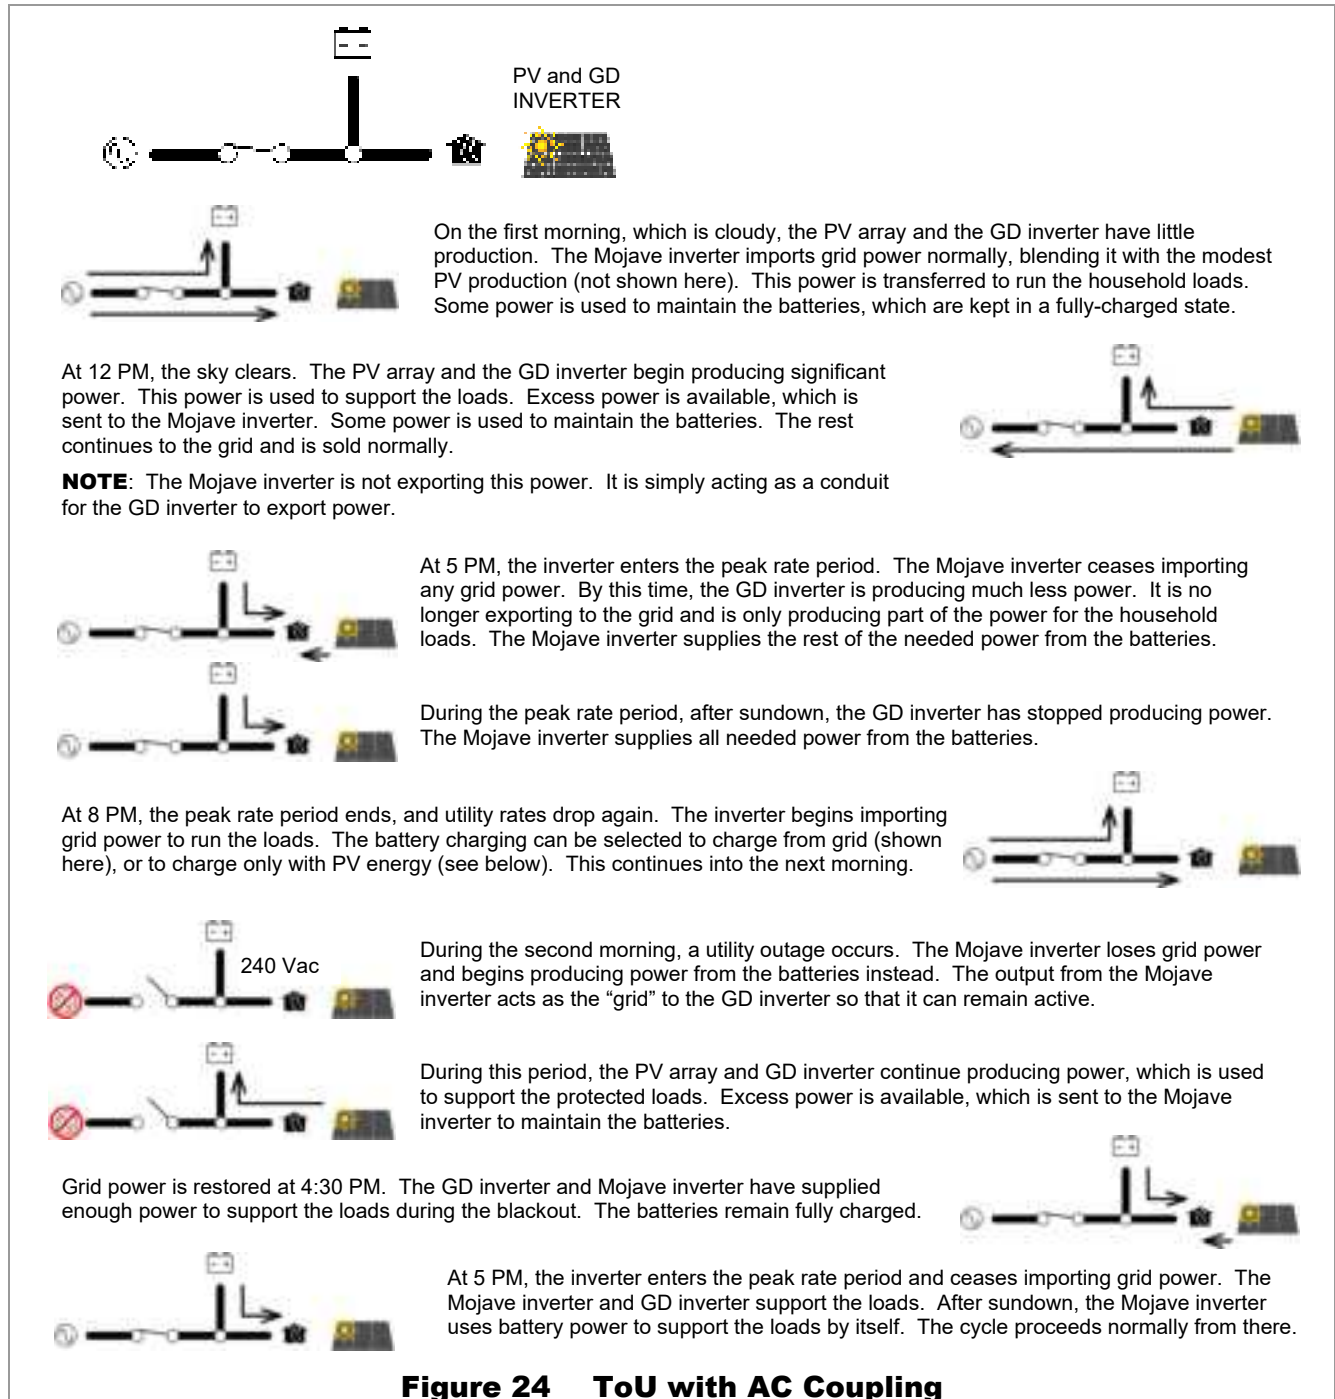 PV and GD
INVERTER
On the first morning, which is cloudy, the PV array and the GD inverter have little
production. The Mojave inverter imports grid power normally, blending it with the modest
PV production (not shown here). This power is transferred to run the household loads.
Some power is used to maintain the batteries, which are kept in a fully-charged state.
At 12 PM, the sky clears. The PV array and the GD inverter begin producing significant
power. This power is used to support the loads. Excess power is available, which is
sent to the Mojave inverter. Some power is used to maintain the batteries. The rest
continues to the grid and is sold normally.
NOTE: The Mojave inverter is not exporting this power. It is simply acting as a conduit
for the GD inverter to export power.
At 5 PM, the inverter enters the peak rate period. The Mojave inverter ceases importing
any grid power. By this time, the GD inverter is producing much less power. It is no
longer exporting to the grid and is only producing part of the power for the household
loads. The Mojave inverter supplies the rest of the needed power from the batteries.
During the peak rate period, after sundown, the GD inverter has stopped producing power.
The Mojave inverter supplies all needed power from the batteries.
At 8 PM, the peak rate period ends, and utility rates drop again. The inverter begins importing
grid power to run the loads. The battery charging can be selected to charge from grid (shown
here), or to charge only with PV energy (see below). This continues into the next morning.
240 Vac
During the second morning, a utility outage occurs. The Mojave inverter loses grid power
and begins producing power from the batteries instead. The output from the Mojave
inverter acts as the “grid” to the GD inverter so that it can remain active.
During this period, the PV array and GD inverter continue producing power, which is used
to support the protected loads. Excess power is available, which is sent to the Mojave
inverter to maintain the batteries.
Grid power is restored at 4:30 PM. The GD inverter and Mojave inverter have supplied
enough power to support the loads during the blackout. The batteries remain fully charged.
At 5 PM, the inverter enters the peak rate period and ceases importing grid power. The
Mojave inverter and GD inverter support the loads. After sundown, the Mojave inverter
uses battery power to support the loads by itself. The cycle proceeds normally from there.
Figure 24 ToU with AC Coupling